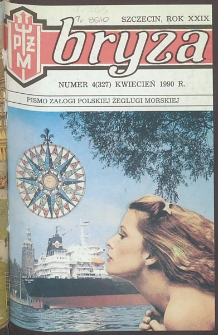 SZCZECIN, ROK XXIX
PŻM
bryza
NUMER 4(327) KWIECIEŃ 1990 R.
PISMO ZAŁOGI POLSKIEJ ŻEGLUGI MORSKIEJ